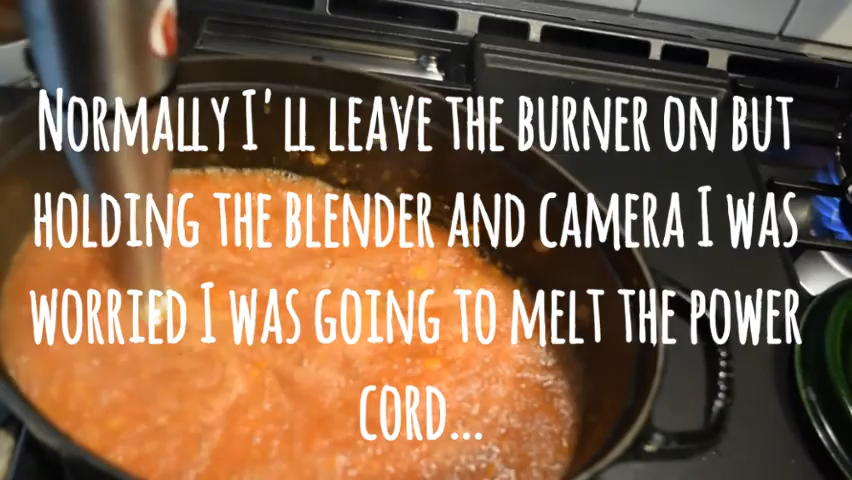 Normally I'll leave the burner on but
holding the blender and camera I was
worried I was going to melt the power
cord...